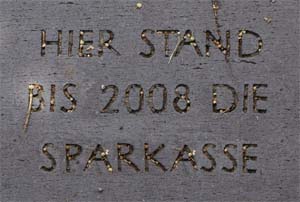 HIER STAND
BIS 2008 DIE
SPARKASSE